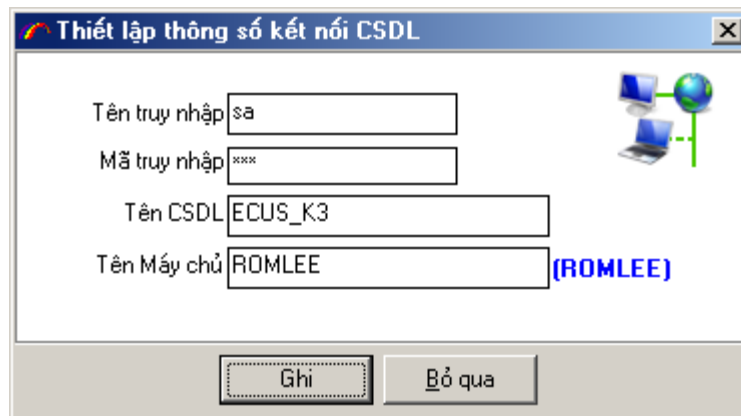 Thiết lập thông số kết nối CSDL
Tên truy nhập sa
Mã truy nhập ***
Tên CSDL ECUS_K3
Tên Máy chủ ROMLEE (ROMLEE)
Ghi Bỏ qua